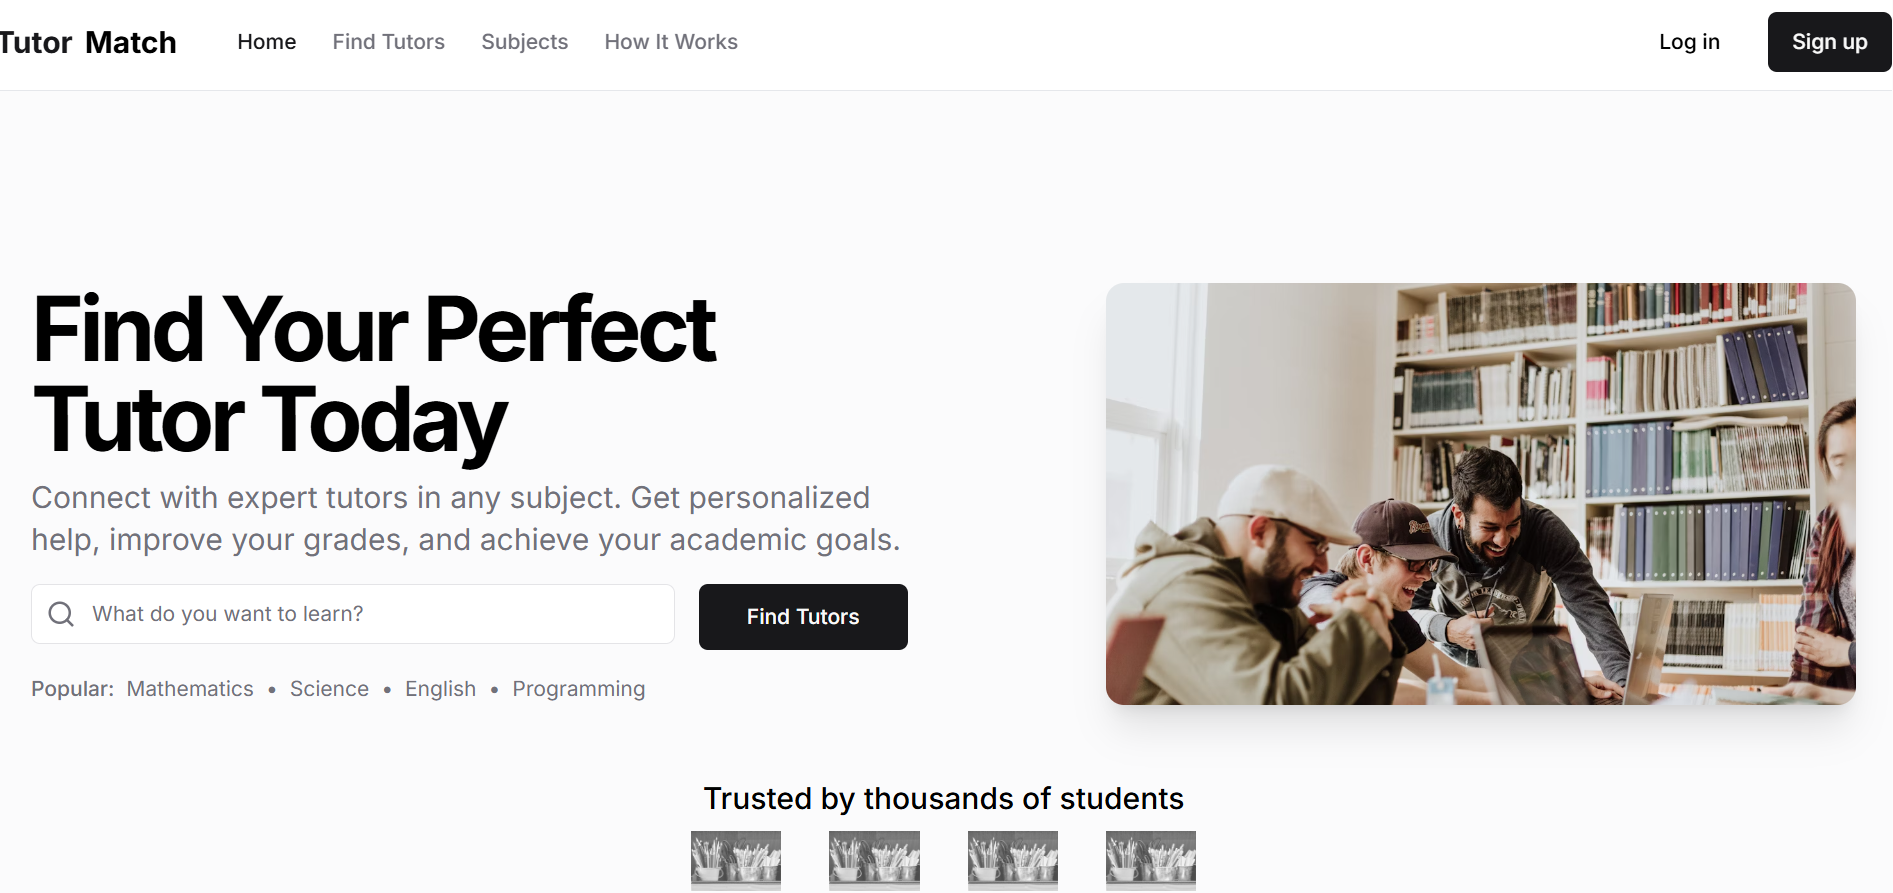 Tutor Match
Home
Find Tutors
Subjects
How It Works
Log in
Sign up
Find Your Perfect
Tutor Today
Connect with expert tutors in any subject. Get personalized
help, improve your grades, and achieve your academic goals.
What do you want to learn?
Find Tutors
Popular: Mathematics • Science • English • Programming
Trusted by thousands of students